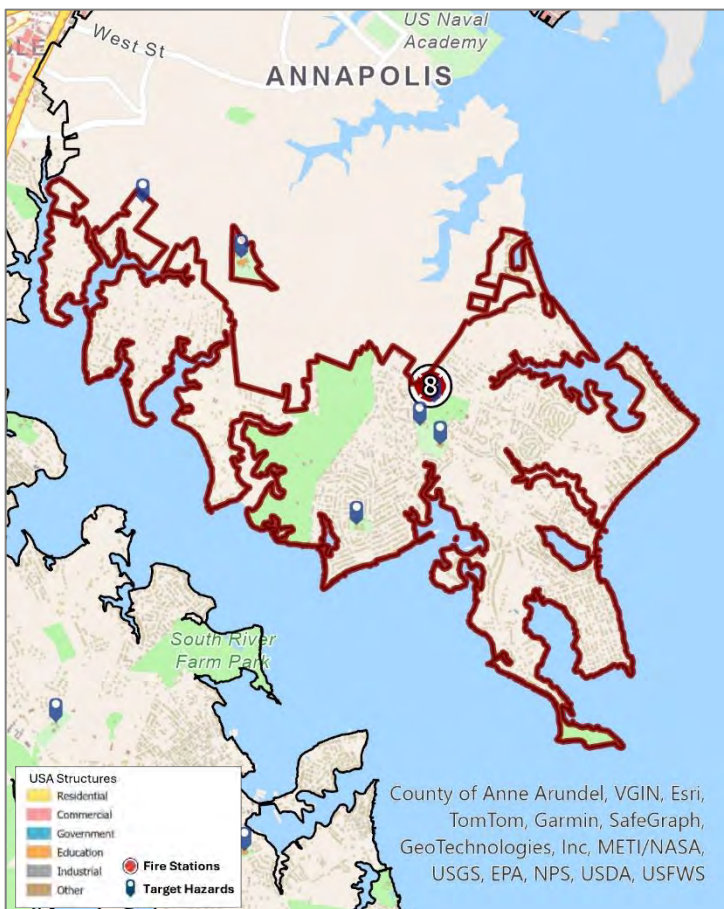 US Naval
Academy
West St
ANNAPOLIS
8
South River
Farm Park
USA Structures
Residential
Commercial
Government
Education
Industrial
Other
Fire Stations
Target Hazards
County of Anne Arundel, VGIN, Esri,
TomTom, Garmin, SafeGraph,
GeoTechnologies, Inc, METI/NASA,
USGS, EPA, NPS, USDA, USFWS